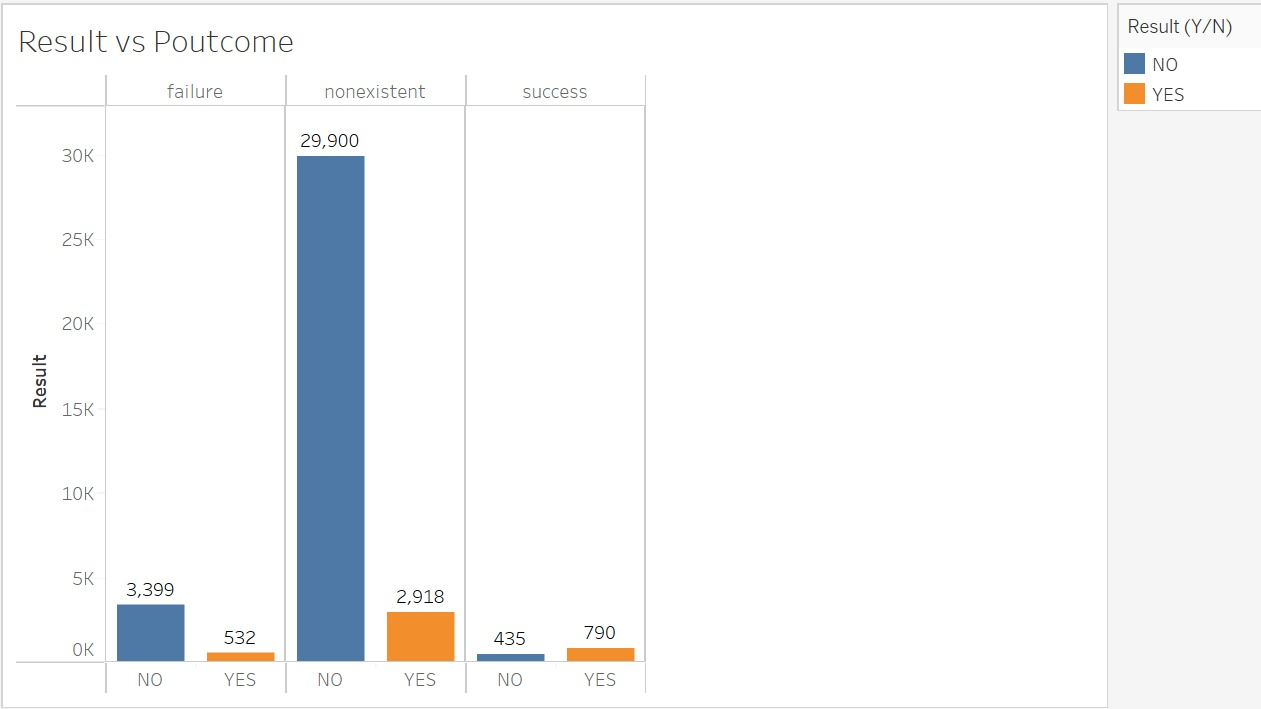 Result vs Poutcome
Result (Y/N)
NO
YES
failure nonexistent success
29,900
30K
25K
20K
Result
15K
10K
5K
3,399
2,918
532
435
790
0K
NO YES NO YES NO YES